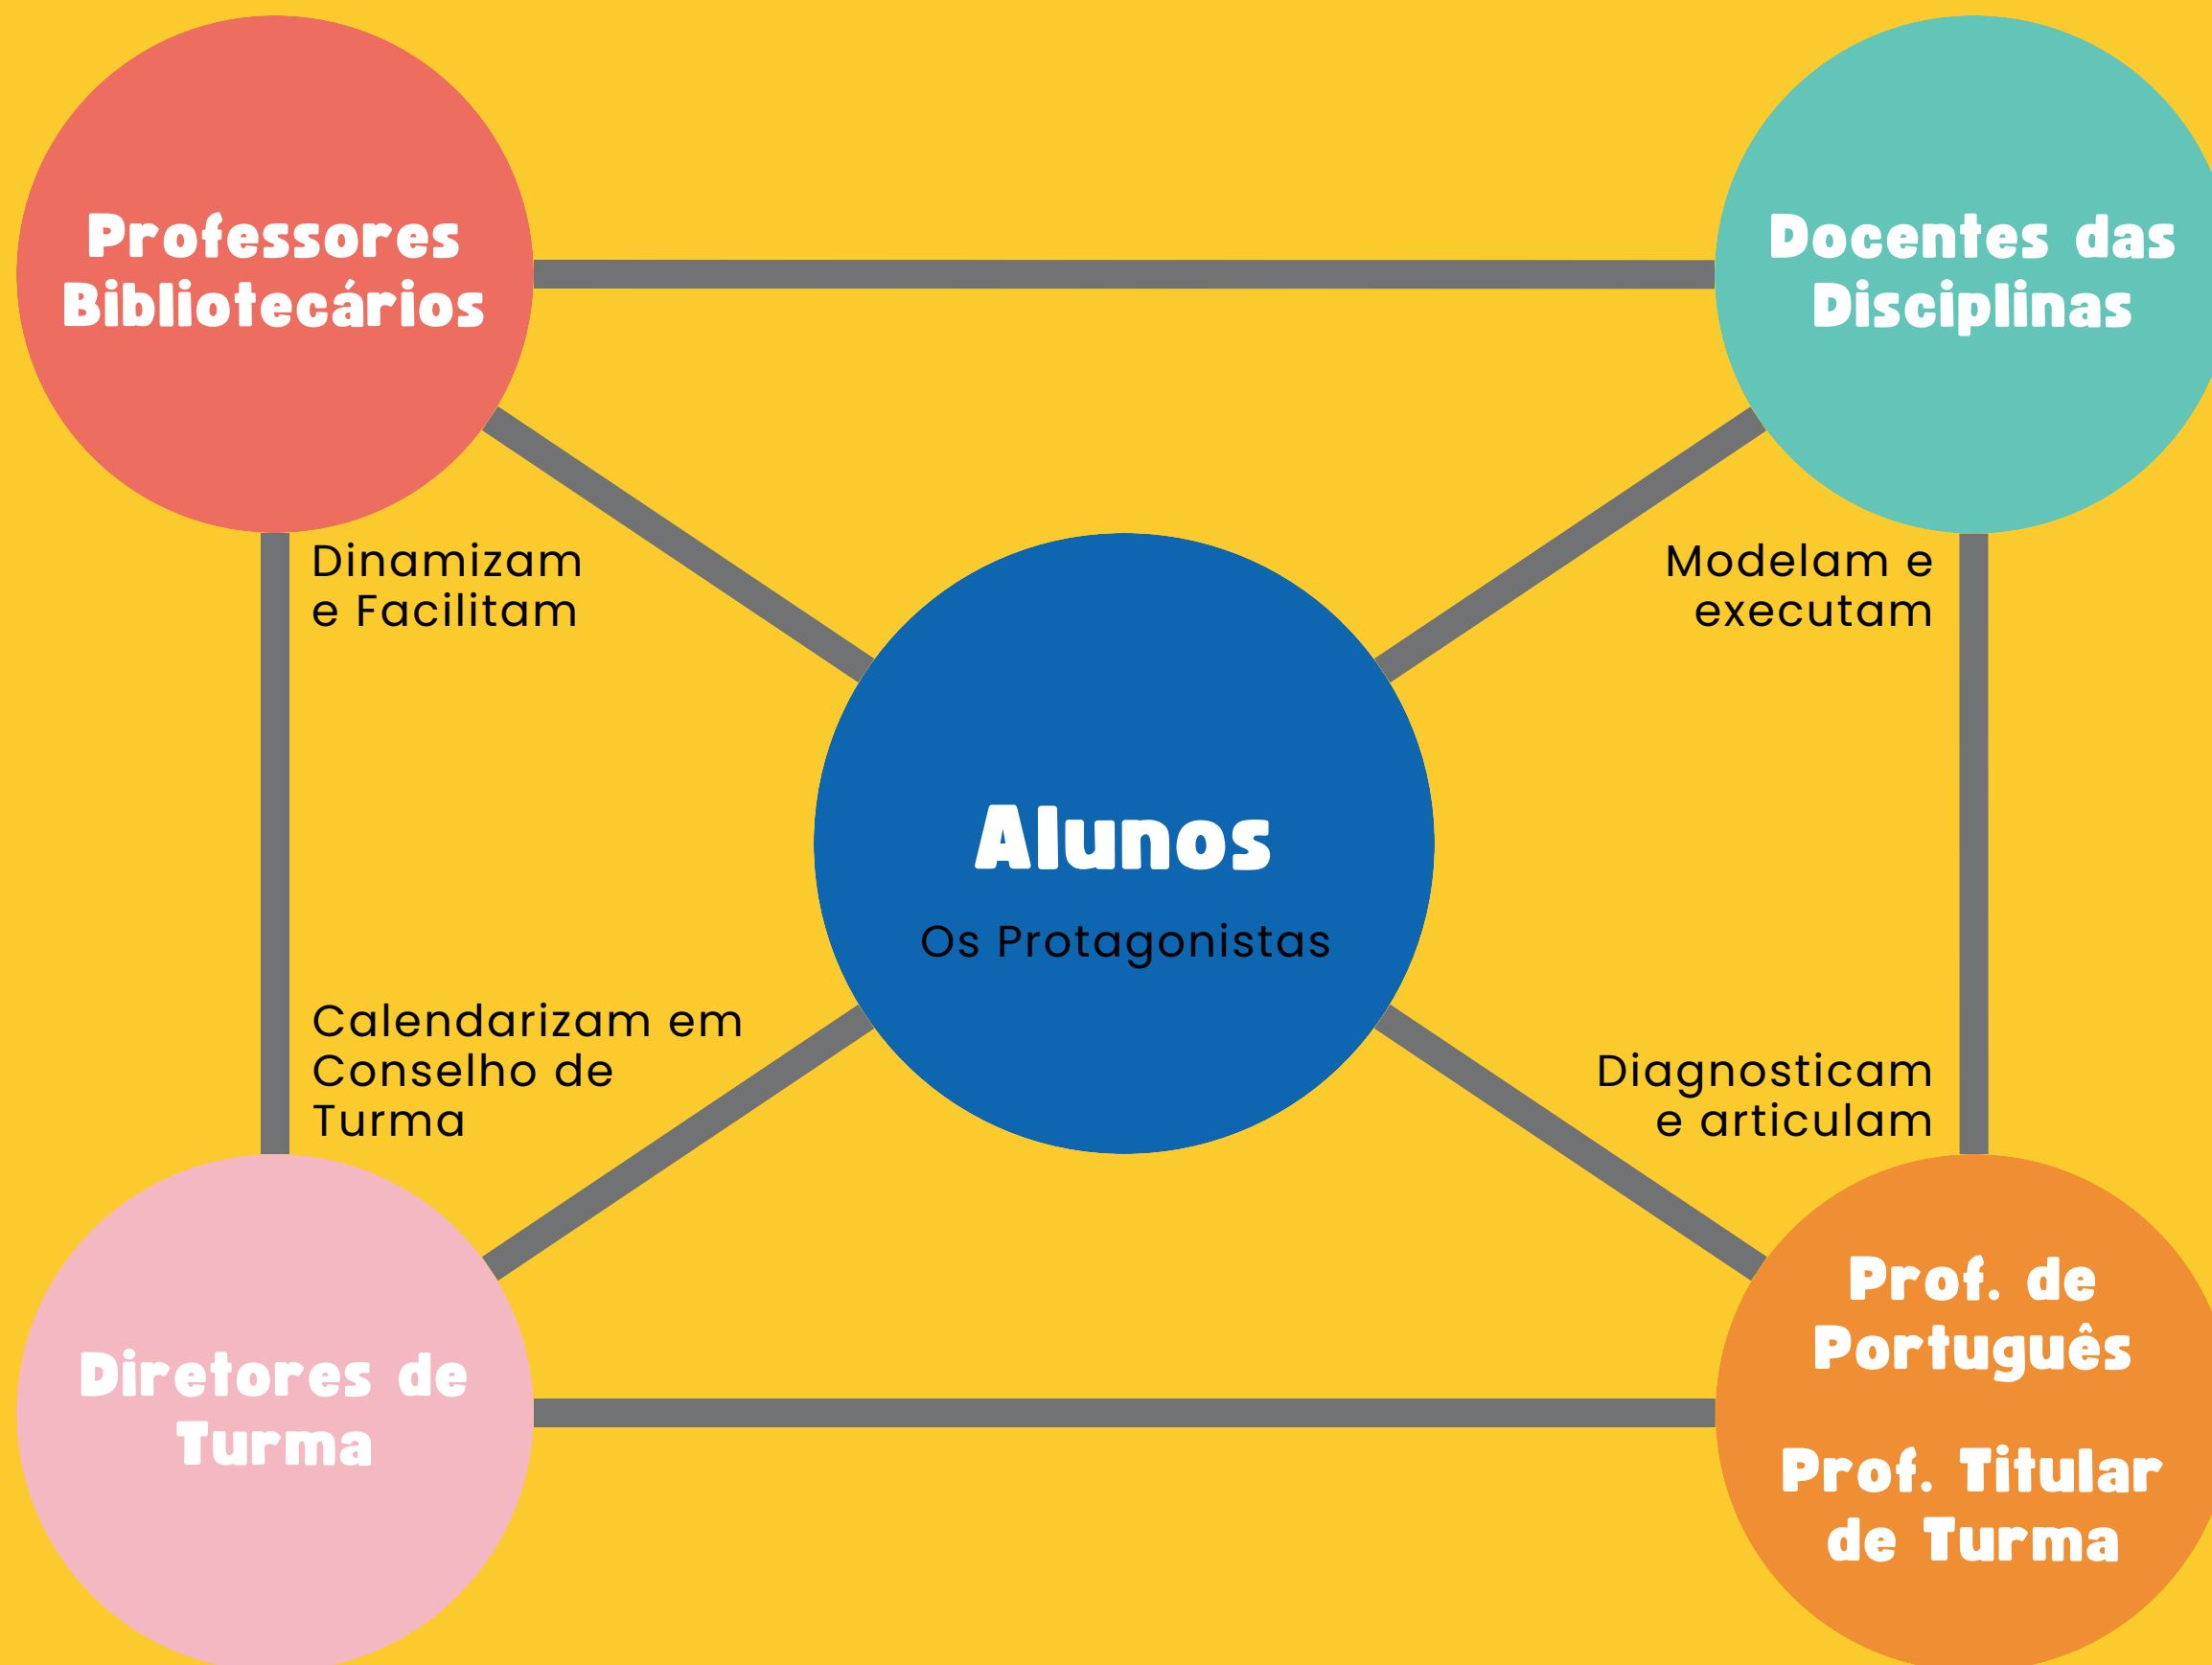 Professores
Bibliotecários
Docentes das
Disciplinas
Dinamizam
e Facilitam
Modelam e
executam
Alunos
Os Protagonistas
Calendarizam em
Conselho de
Turma
Diagnosticam
e articulam
Diretores de
Turma
Prof. de
Português
Prof. Titular
de Turma